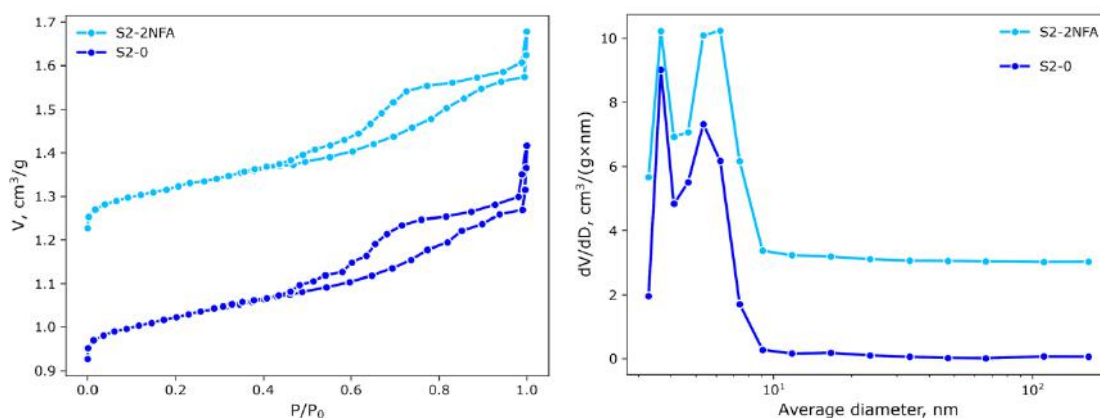 1.7
1.6
1.5
1.4
1.3
1.2
1.1
1.0
0.9
V, cm³/g
S2-2NFA
S2-0
0.0 0.2 0.4 0.6 0.8 1.0
P/P₀
10
8
6
4
2
0
dV/dD, cm³/(g×nm)
S2-2NFA
S2-0
10¹ 10²
Average diameter, nm